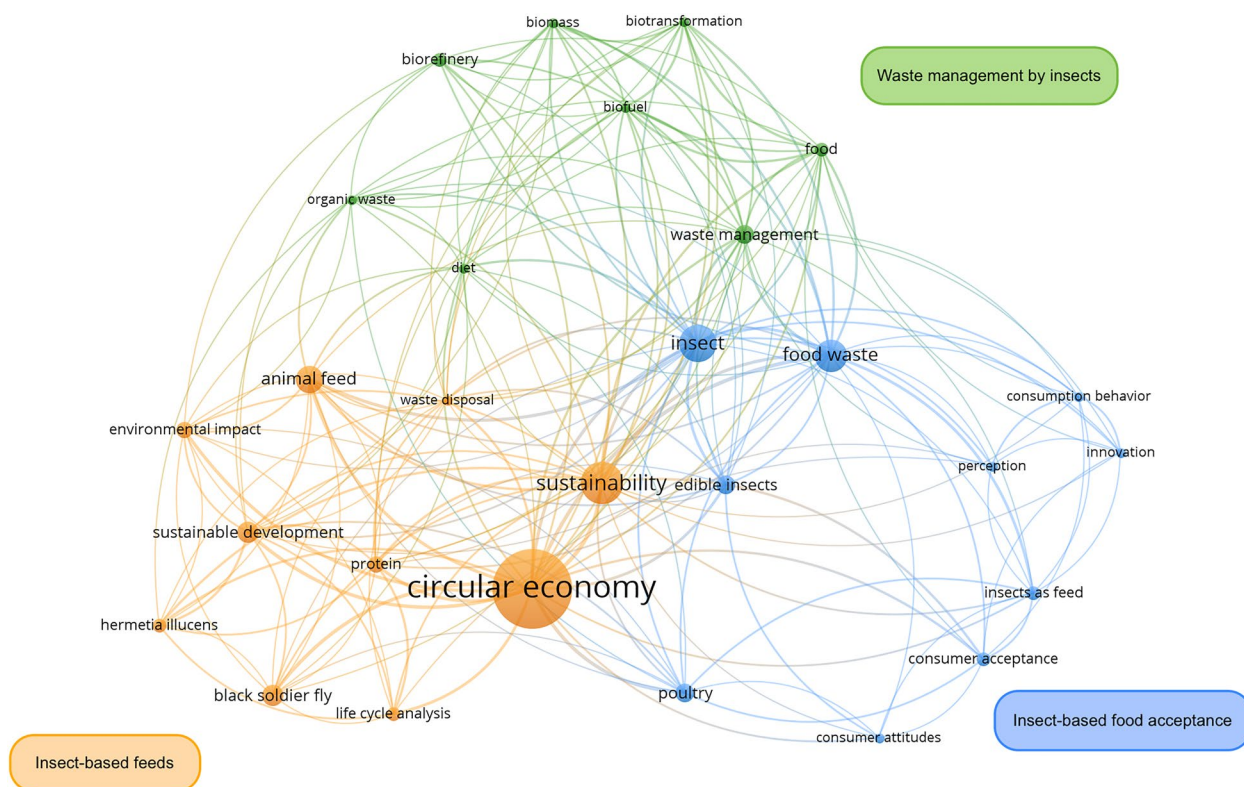 biomass
biotransformation
biorefinery
Waste management by insects
biofuel
food
organic waste
waste management
diet
insect
food waste
animal feed
waste disposal
consumption behavior
environmental impact
innovation
perception
sustainability
edible insects
sustainable development
protein
circular economy
insects as feed
hermetia illucens
consumer acceptance
black soldier fly
poultry
life cycle analysis
Insect-based food acceptance
consumer attitudes
Insect-based feeds